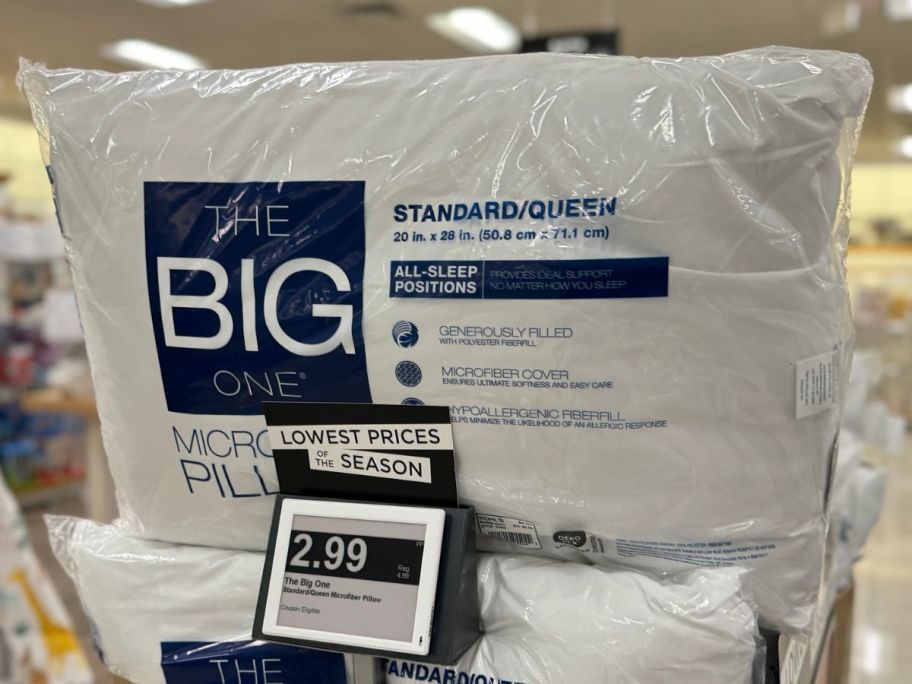 THE
BIG
ONE®
MICRO
PILL
STANDARD/QUEEN
20 in. x 28 in. (50.8 cm x 71.1 cm)
ALL-SLEEP
POSITIONS
PROVIDES IDEAL SUPPORT
NO MATTER HOW YOU SLEEP
GENEROUSLY FILLED
WITH POLYESTER FIBERFILL
MICROFIBER COVER
ENSURES ULTIMATE SOFTNESS AND EASY CARE
HYPOALLERGENIC FIBERFILL
HELPS MINIMIZE THE LIKELIHOOD OF AN ALLERGIC RESPONSE
LOWEST PRICES
OF
THE SEASON
KOHL'S
OEKO
2.99
PP
Reg
4.99
The Big One
Standard/Queen Microfiber Pillow
Coupon Eligible
THE
STANDARD/QUE